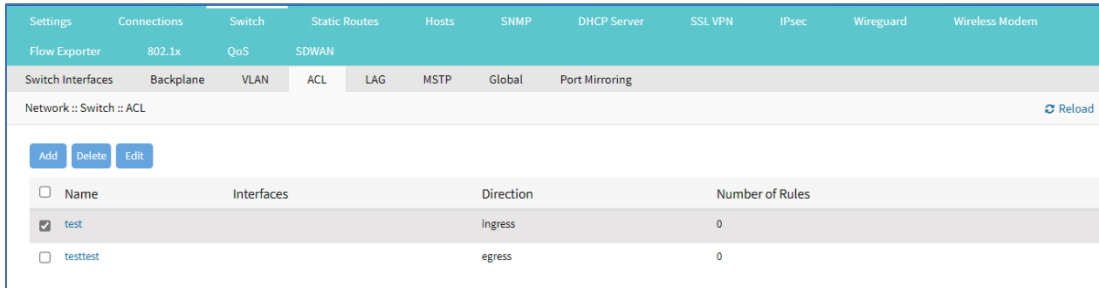 Settings Connections Switch Static Routes Hosts SNMP DHCP Server SSL VPN IPsec Wireguard Wireless Modem
Flow Exporter 802.1x QoS SDWAN
Switch Interfaces Backplane VLAN ACL LAG MSTP Global Port Mirroring
Network :: Switch :: ACL Reload
Add Delete Edit
Name Interfaces Direction Number of Rules
test ingress 0
testtest egress 0